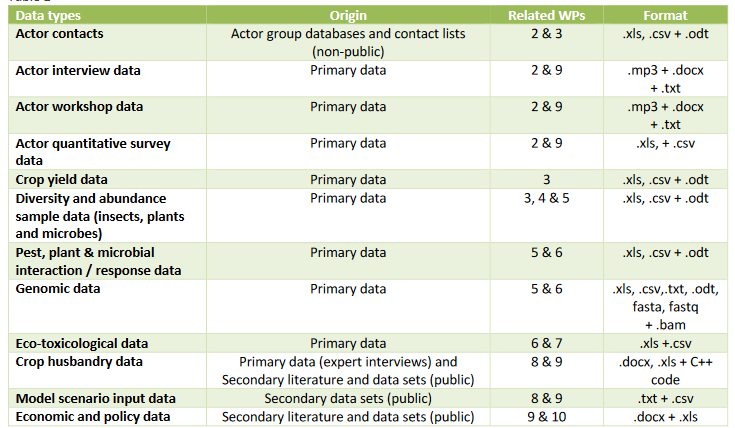 Data types Origin Related WPs Format
Actor contacts Actor group databases and contact lists 2 & 3 .xls, .csv + .odt
(non-public)
Actor interview data Primary data 2 & 9 .mp3 + .docx
+ .txt
Actor workshop data Primary data 2 & 9 .mp3 + .docx
+ .txt
Actor quantitative survey Primary data 2 & 9 .xls, + .csv
data
Crop yield data Primary data 3 .xls, .csv + .odt
Diversity and abundance Primary data 3, 4 & 5 .xls, .csv + .odt
sample data (insects, plants
and microbes)
Pest, plant & microbial Primary data 5 & 6 .xls, .csv + .odt
interaction / response data
Genomic data Primary data 5 & 6 .xls, .csv,.txt, .odt,
fasta, fastq
+ .bam
Eco-toxicological data Primary data 6 & 7 .xls +.csv
Crop husbandry data Primary data (expert interviews) and 8 & 9 .docx, .xls + C++
Secondary literature and data sets (public) code
Model scenario input data Secondary data sets (public) 8 & 9 .txt + .csv
Economic and policy data Secondary literature and data sets (public) 9 & 10 .docx + .xls